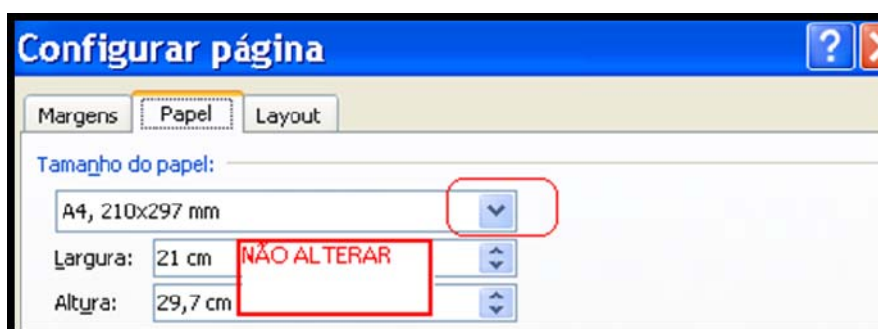 Configurar página
Margens Papel Layout
Tamanho do papel:
A4, 210x297 mm
Largura: 21 cm NÃO ALTERAR
Altura: 29,7 cm